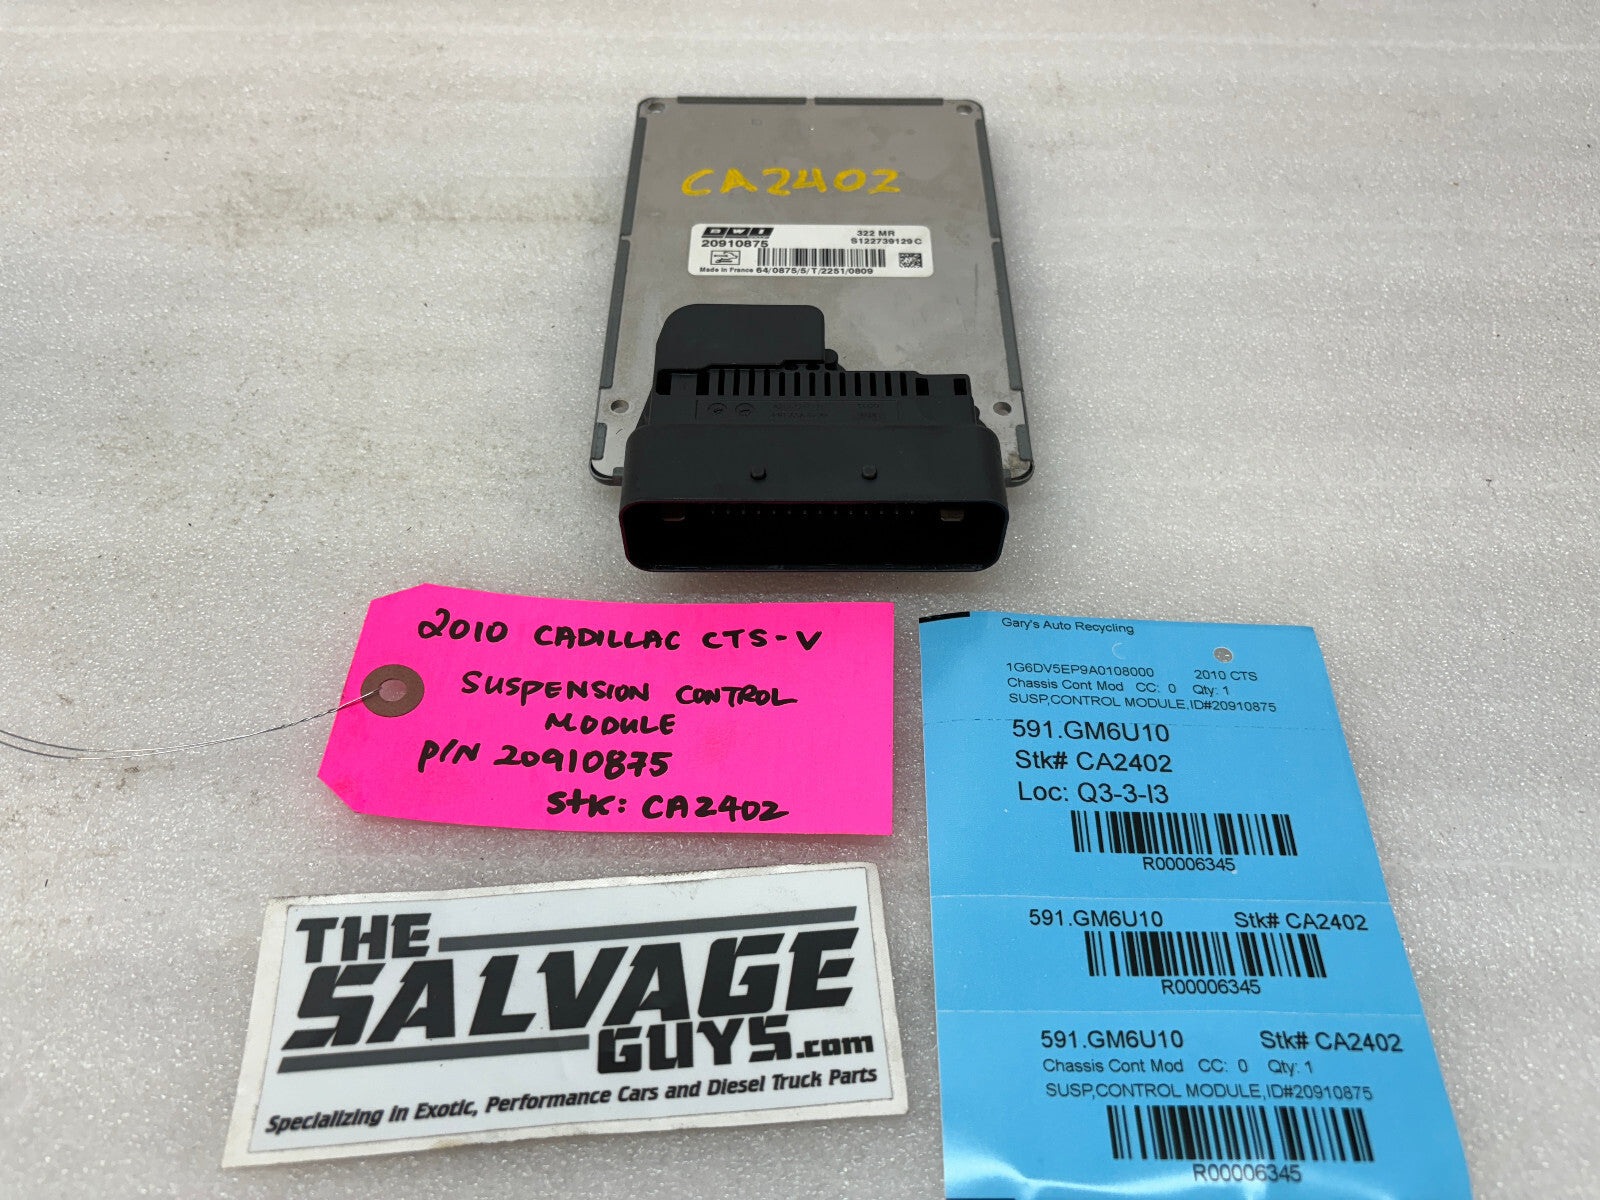 CA2402
BWI
20910875
322 MR
S122739129C
Made in France 64/0875/5/T/2251/0809
2010 CADILLAC CTS-V
SUSPENSION CONTROL
MODULE
P/N 20910875
Stk: CA2402
Gary's Auto Recycling
1G6DV5EP9A0108000 2010 CTS
Chassis Cont Mod CC: 0 Qty: 1
SUSP,CONTROL MODULE,ID#20910875
591.GM6U10
Stk# CA2402
Loc: Q3-3-I3
R00006345
591.GM6U10 Stk# CA2402
R00006345
591.GM6U10 Stk# CA2402
Chassis Cont Mod CC: 0 Qty: 1
SUSP,CONTROL MODULE,ID#20910875
R00006345
THE
SALVAGE
GUYS.com
Specializing in Exotic, Performance Cars and Diesel Truck Parts